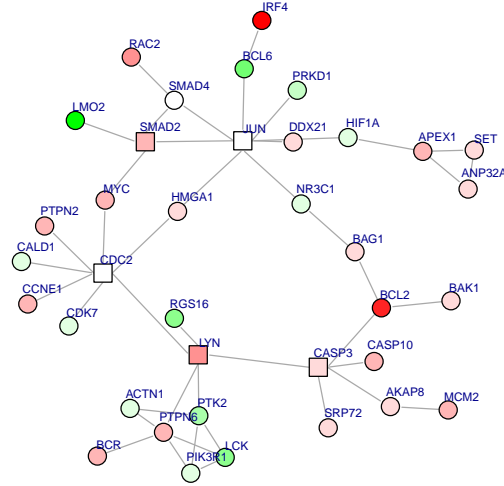 IRF4
RAC2
BCL6
PRKD1
SMAD4
LMO2
SMAD2
JUN
DDX21
HIF1A
APEX1
SET
ANP32A
MYC
HMGA1
NR3C1
PTPN2
CALD1
CDC2
BAG1
CCNE1
CDK7
RGS16
BCL2
BAK1
LYN
CASP3
CASP10
ACTN1
PTK2
AKAP8
MCM2
PTPN6
SRP72
BCR
PIK3R1
LCK